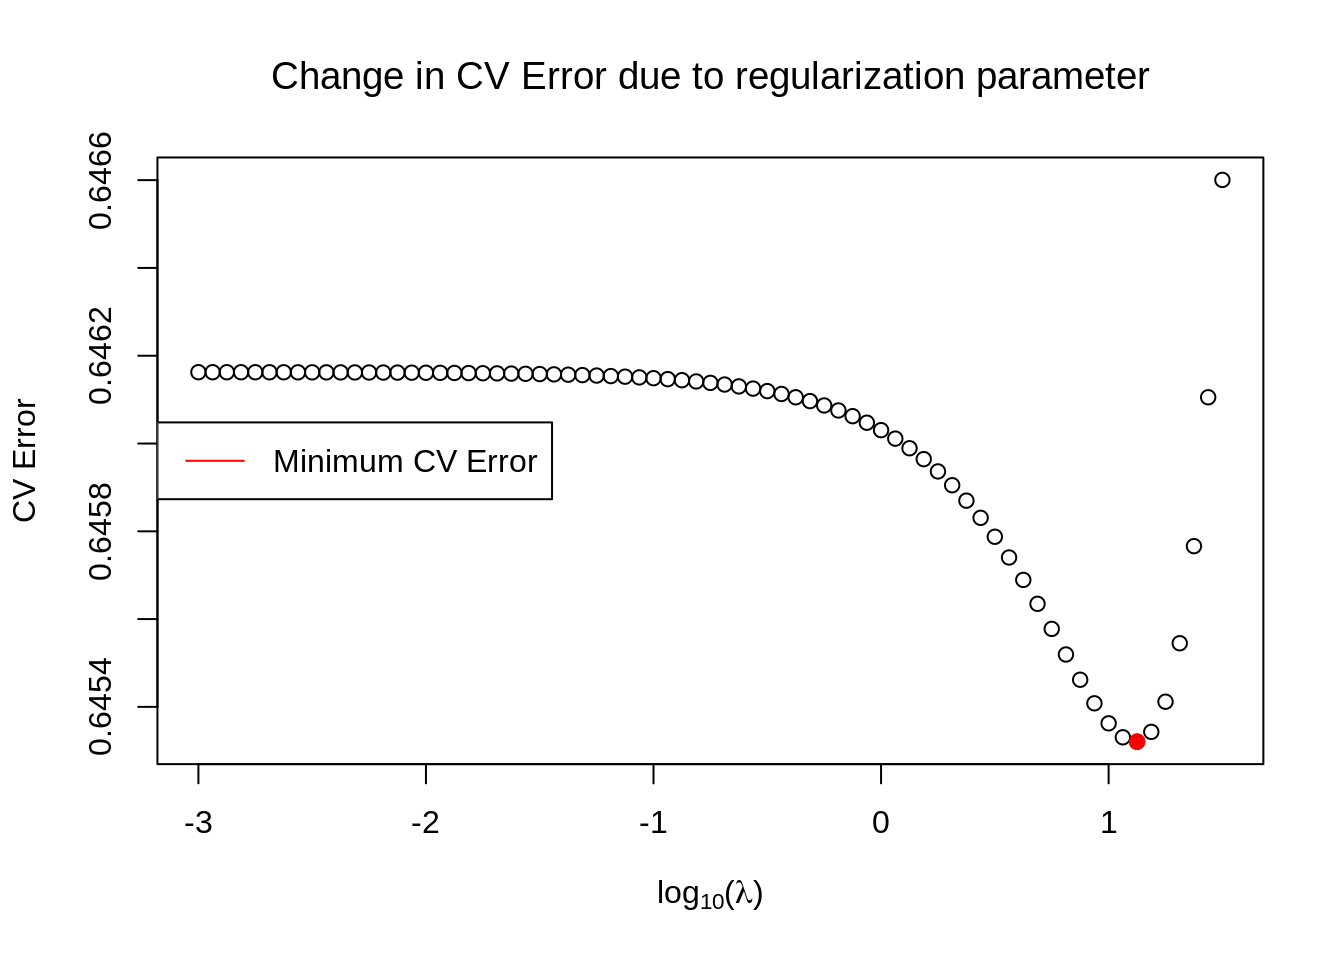 Change in CV Error due to regularization parameter
0.6466
0.6462
0.6458
0.6454
CV Error
Minimum CV Error
-3 -2 -1 0 1
log₁₀(λ)